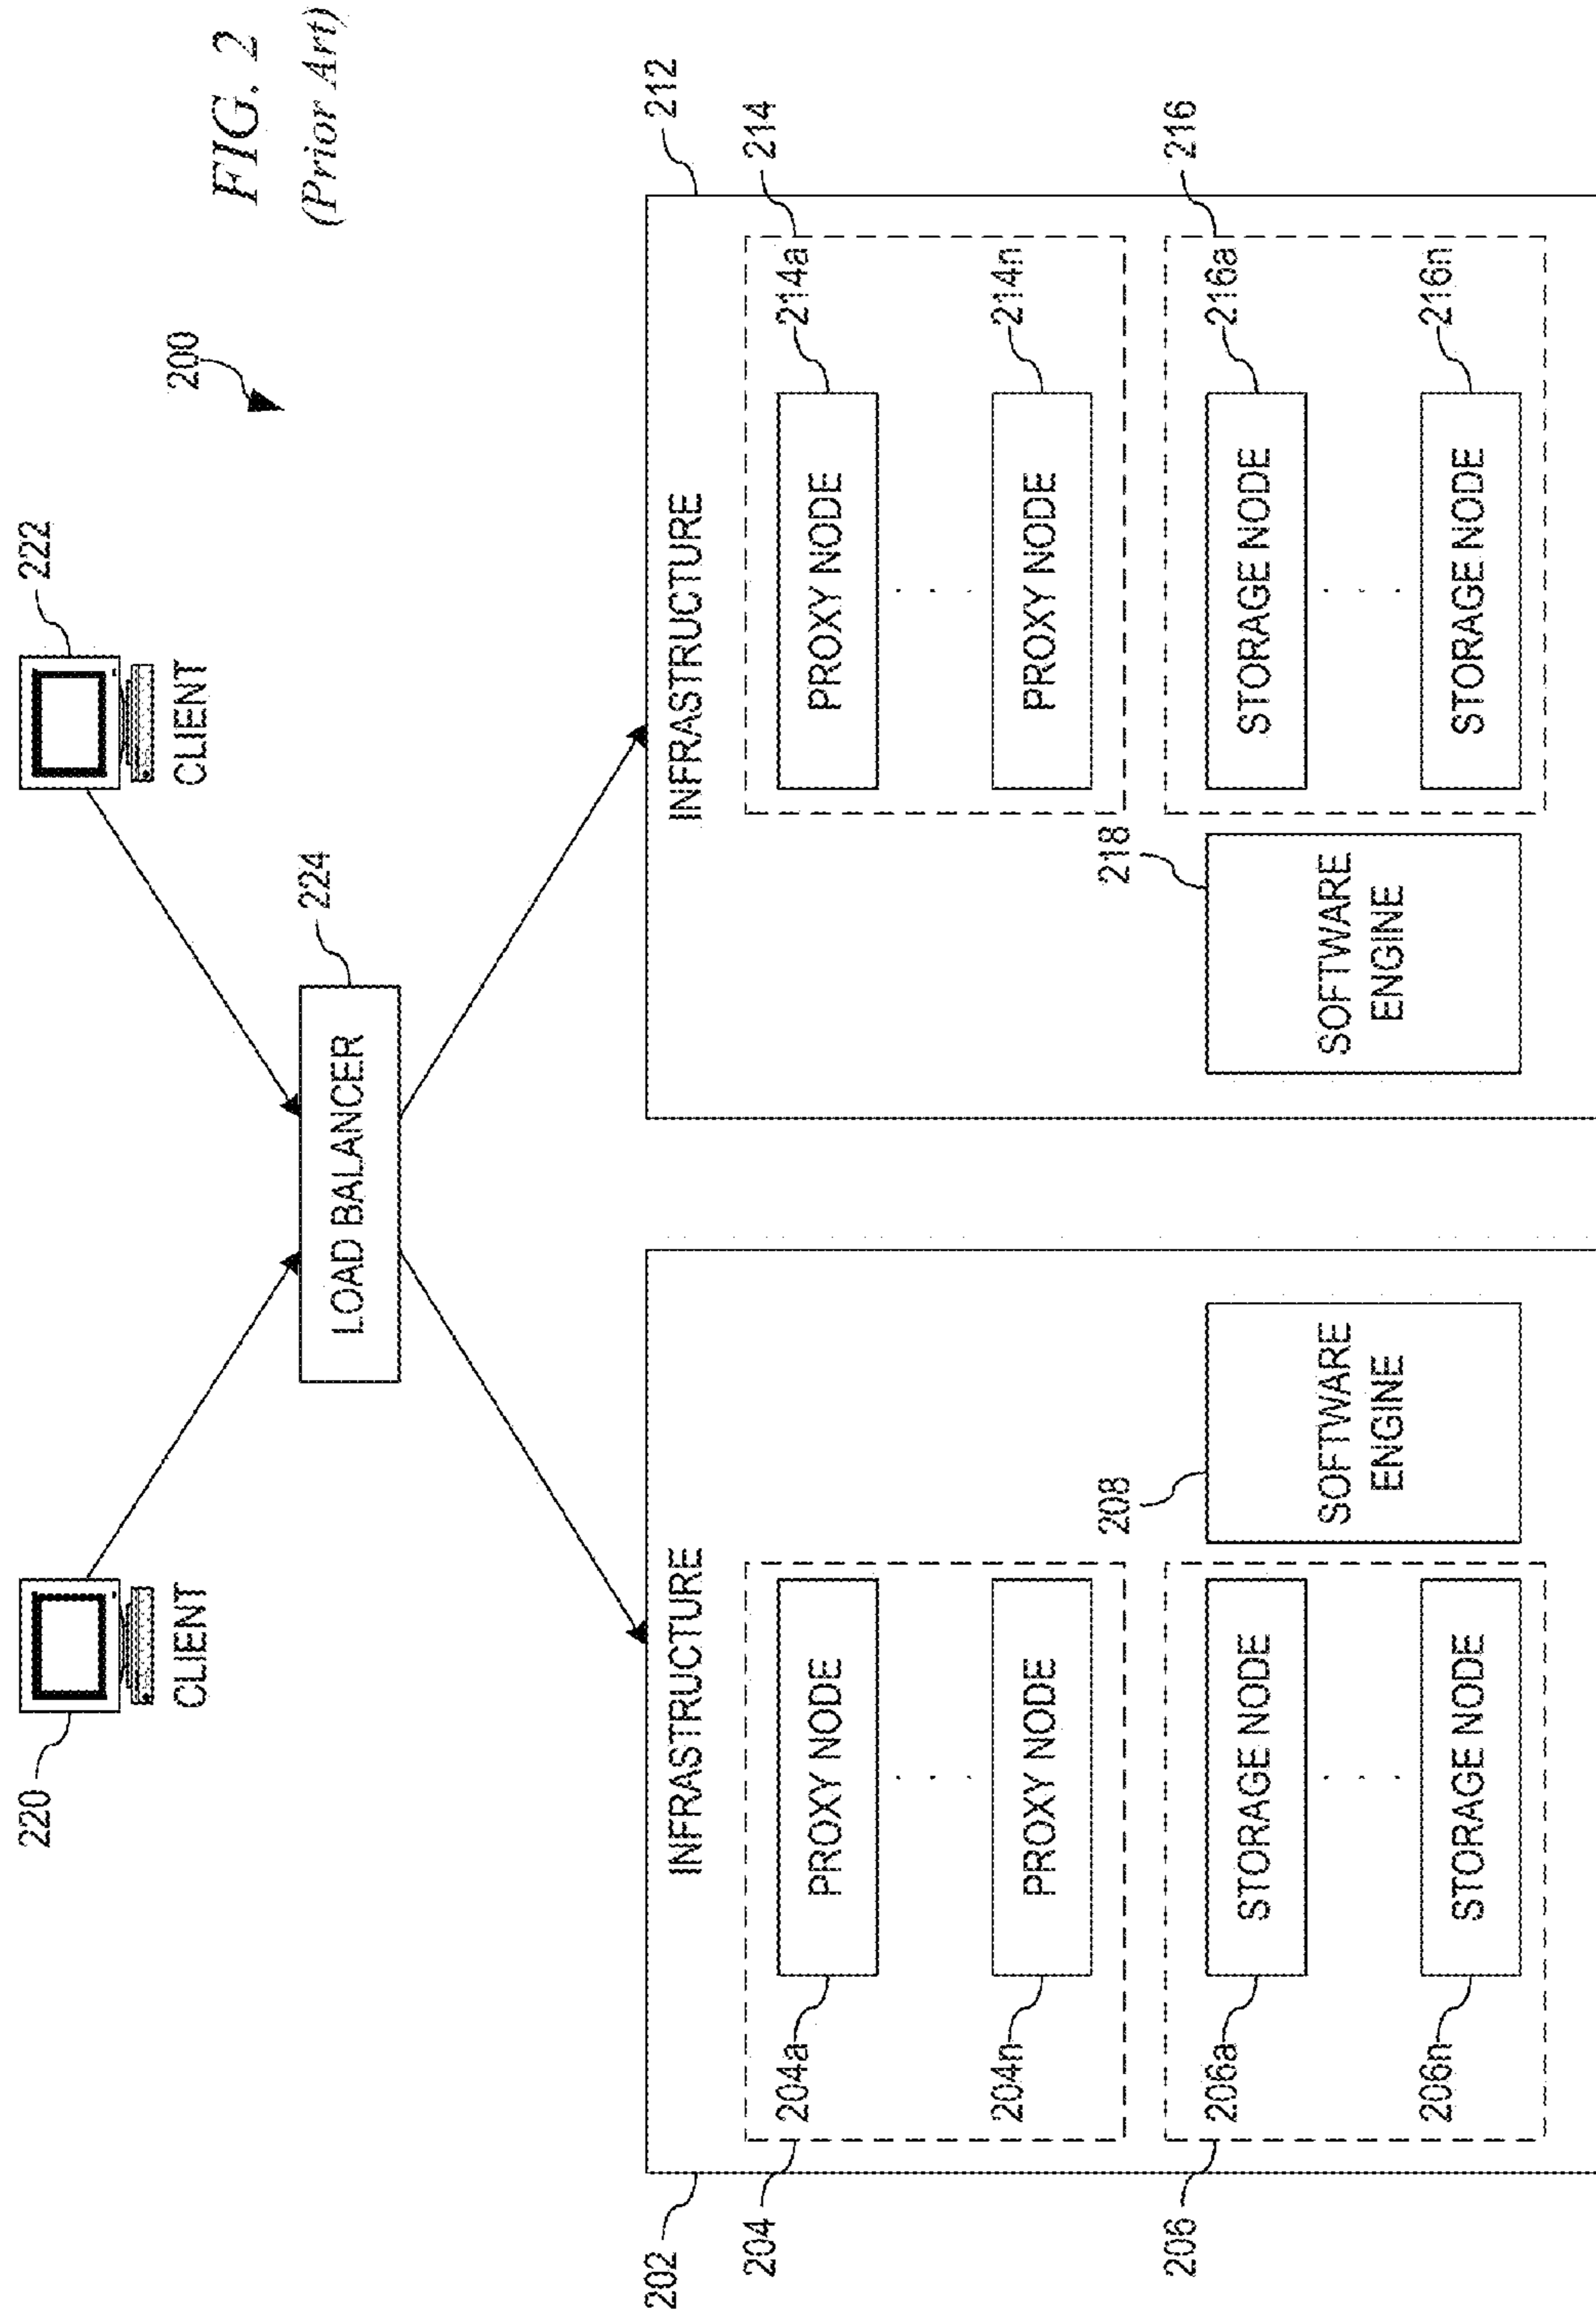 FIG. 2
(Prior Art)
200
220
CLIENT
222
CLIENT
224
LOAD BALANCER
202
INFRASTRUCTURE
204
204a
PROXY NODE
204n
PROXY NODE
206
206a
STORAGE NODE
206n
STORAGE NODE
208
SOFTWARE
ENGINE
212
INFRASTRUCTURE
214
214a
PROXY NODE
214n
PROXY NODE
216
216a
STORAGE NODE
216n
STORAGE NODE
218
SOFTWARE
ENGINE